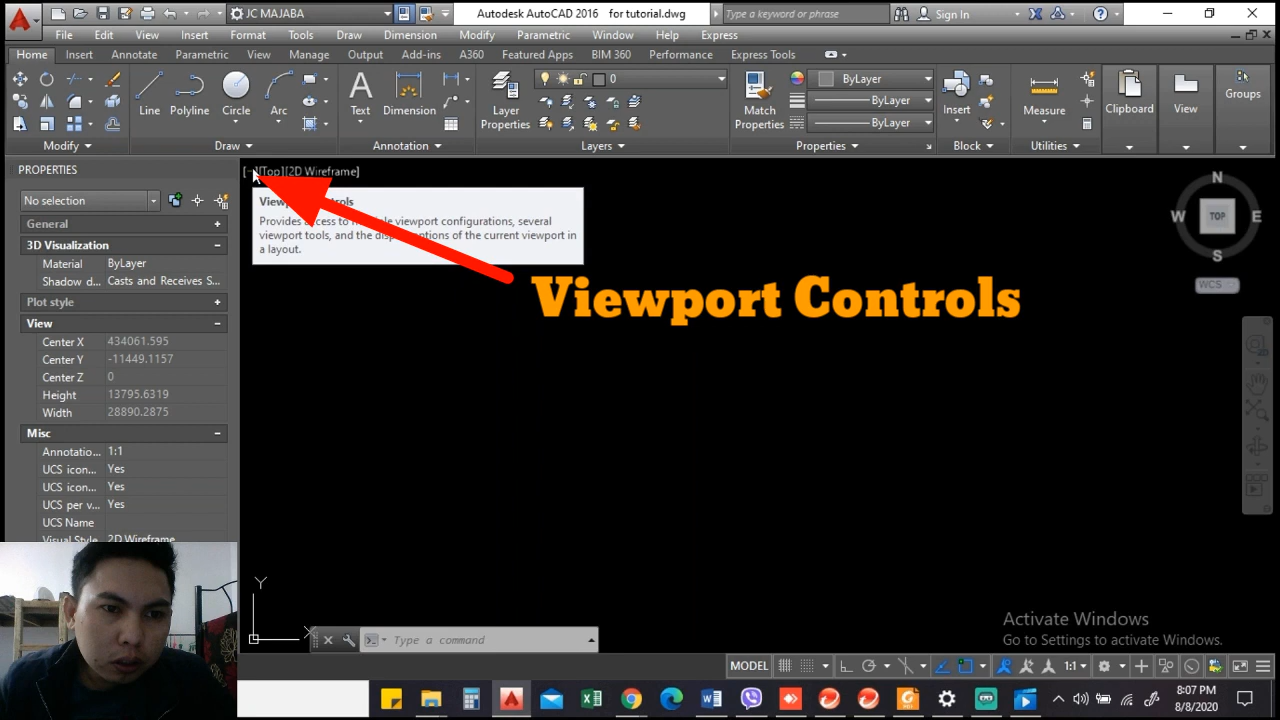 JC MAJABA
Autodesk AutoCAD 2016 for tutorial.dwg
Type a keyword or phrase
Sign In
File Edit View Insert Format Tools Draw Dimension Modify Parametric Window Help Express
Home Insert Annotate Parametric View Manage Output Add-ins A360 Featured Apps BIM 360 Performance Express Tools
Line Polyline Circle Arc
Text Dimension
Layer
Properties
0
Match
Properties
ByLayer
ByLayer
ByLayer
Insert
Measure
Clipboard
View
Groups
Modify Draw Annotation Layers Properties Block Utilities
PROPERTIES
No selection
General
3D Visualization
Material ByLayer
Shadow d... Casts and Receives S...
Plot style
View
Center X 434061.595
Center Y -11449.1157
Center Z 0
Height 13795.6319
Width 28890.2875
Misc
Annotatio... 1:1
UCS icon... Yes
UCS icon... Yes
UCS per v... Yes
UCS Name
Visual Style 2D Wireframe
[−][Top][2D Wireframe]
Provides access to multiple viewport configurations, several
viewport tools, and the display options of the current viewport in
a layout.
Viewport Controls
N
W TOP E
S
WCS
Y
X
Type a command
Activate Windows
Go to Settings to activate Windows.
MODEL
1:1
8:07 PM
8/8/2020